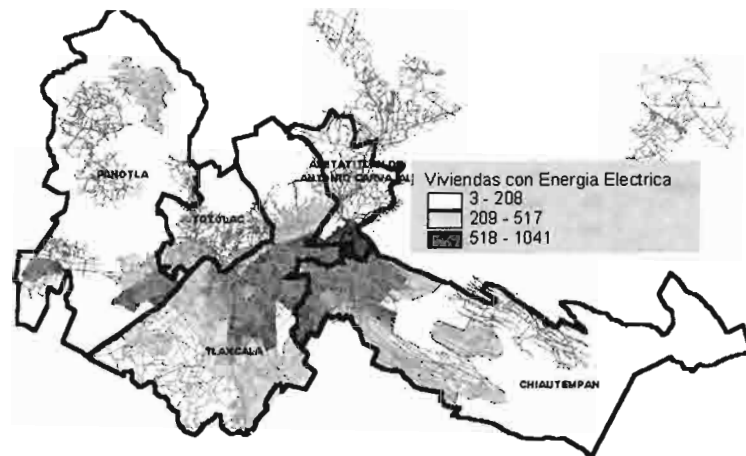 PANOTLA
TOTOLAC
Viviendas con Energia Electrica
3 - 208
209 - 517
518 - 1041
TLAXCALA
CHIAUTEMPAN